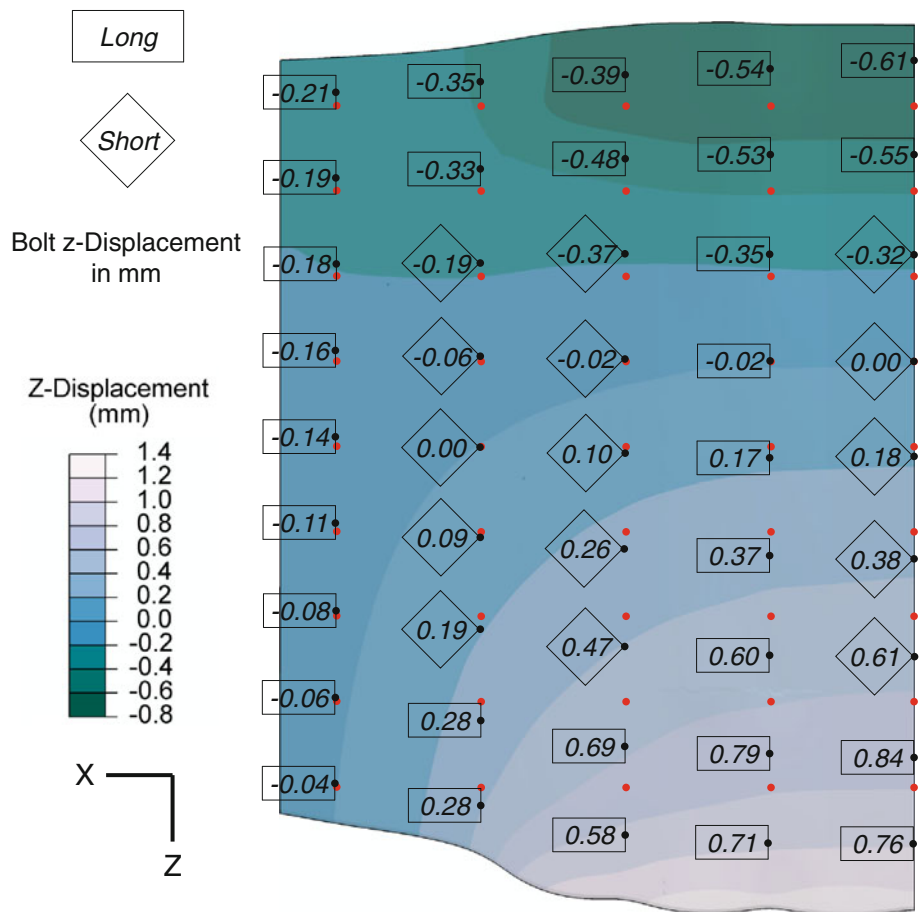 Long
Short
Bolt z-Displacement
in mm
Z-Displacement
(mm)
1.4
1.2
1.0
0.8
0.6
0.4
0.2
0.0
-0.2
-0.4
-0.6
-0.8
X
Z
-0.21 -0.35 -0.39 -0.54 -0.61
-0.19 -0.33 -0.48 -0.53 -0.55
-0.18 -0.19 -0.37 -0.35 -0.32
-0.16 -0.06 -0.02 -0.02 0.00
-0.14 0.00 0.10 0.17 0.18
-0.11 0.09 0.26 0.37 0.38
-0.08 0.19 0.47 0.60 0.61
-0.06 0.28 0.69 0.79 0.84
-0.04 0.28 0.58 0.71 0.76